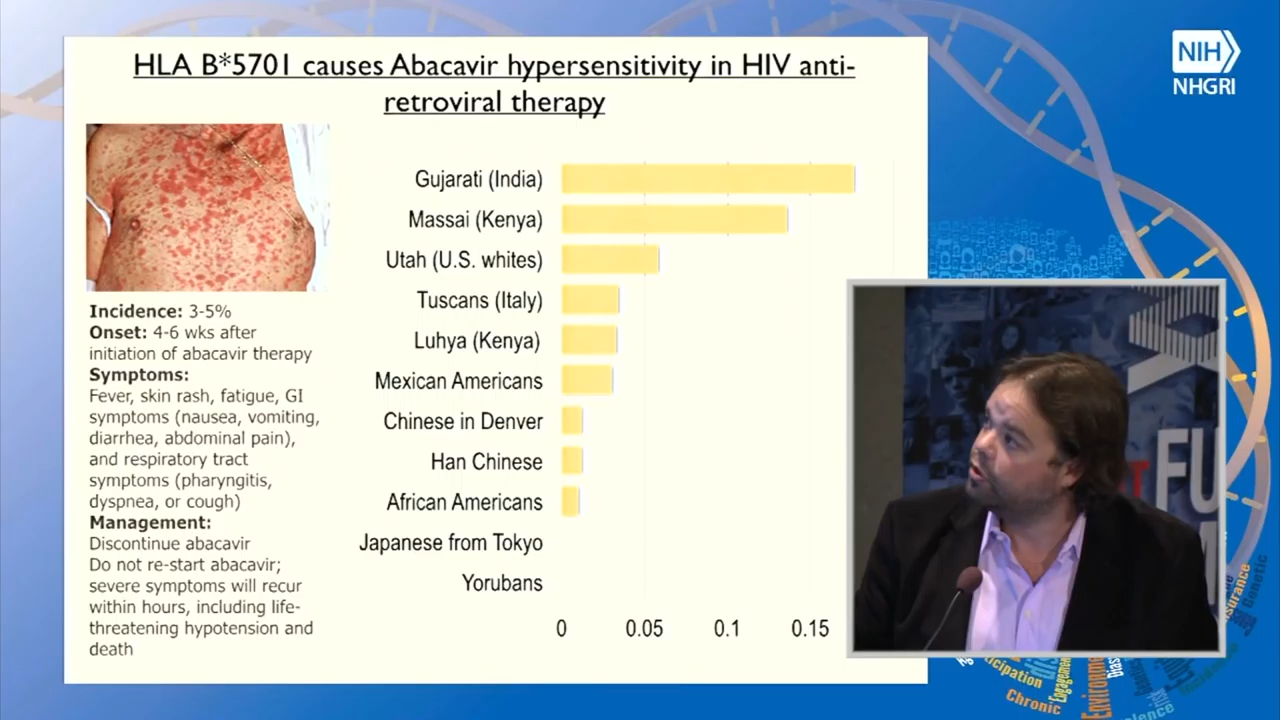 HLA B*5701 causes Abacavir hypersensitivity in HIV anti-
retroviral therapy
NIH
NHGRI
Incidence: 3-5%
Onset: 4-6 wks after
initiation of abacavir therapy
Symptoms:
Fever, skin rash, fatigue, GI
symptoms (nausea, vomiting,
diarrhea, abdominal pain),
and respiratory tract
symptoms (pharyngitis,
dyspnea, or cough)
Management:
Discontinue abacavir
Do not re-start abacavir;
severe symptoms will recur
within hours, including life-
threatening hypotension and
death
Gujarati (India)
Massai (Kenya)
Utah (U.S. whites)
Tuscans (Italy)
Luhya (Kenya)
Mexican Americans
Chinese in Denver
Han Chinese
African Americans
Japanese from Tokyo
Yorubans
0 0.05 0.1 0.15
FU
Genetic
Chronic
Engagement